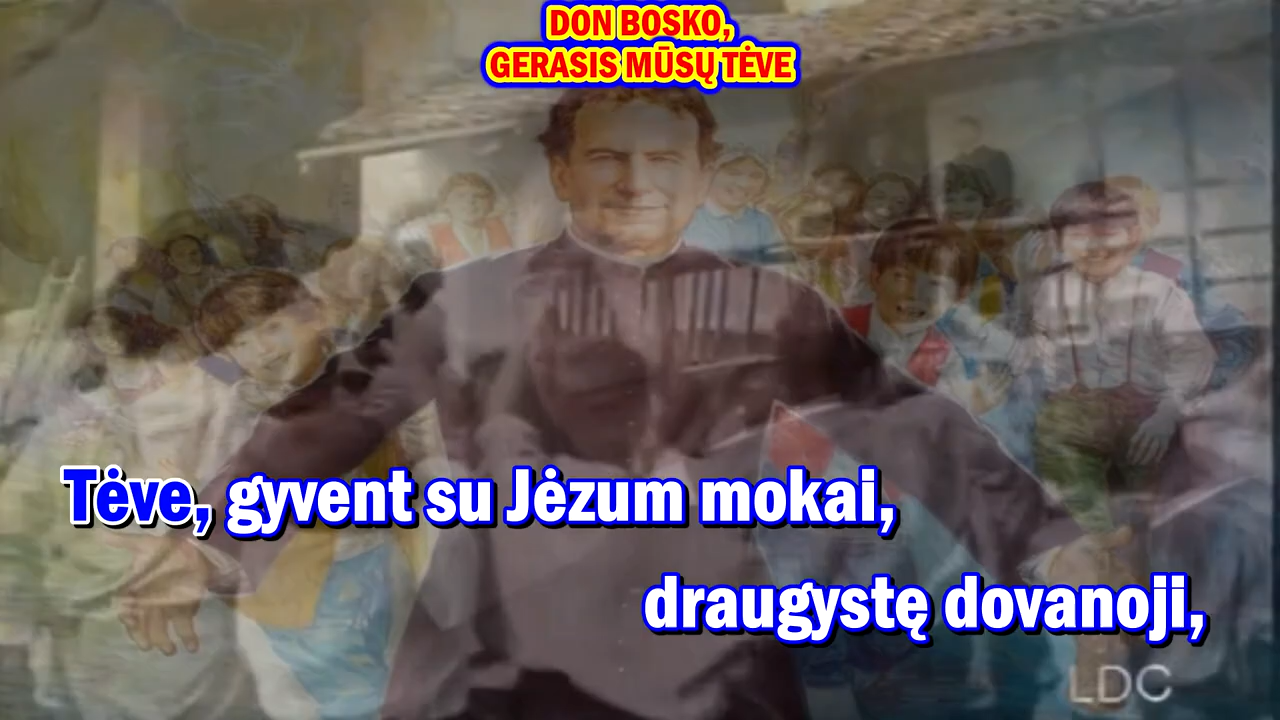 DON BOSKO,
GERASIS MŪSŲ TĖVE
Tėve, gyvent su Jėzum mokai,
draugystę dovanoji,
LDC